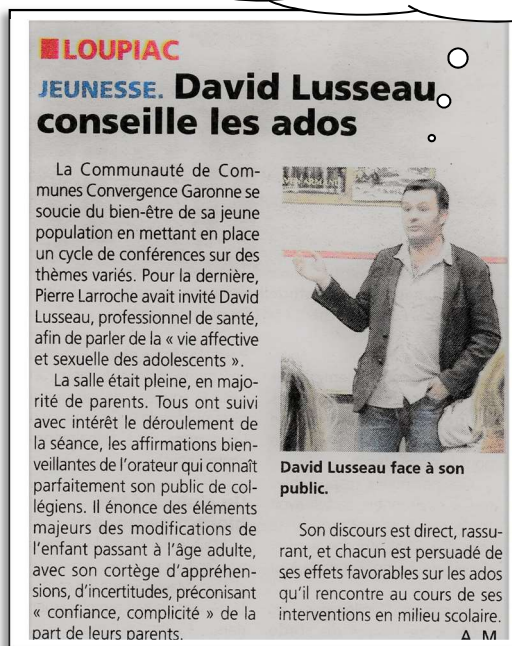 LOUPIAC
JEUNESSE. David Lusseau
conseille les ados
La Communauté de Com-
munes Convergence Garonne se
soucie du bien-être de sa jeune
population en mettant en place
un cycle de conférences sur des
thèmes variés. Pour la dernière,
Pierre Larroche avait invité David
Lusseau, professionnel de santé,
afin de parler de la « vie affective
et sexuelle des adolescents ».
La salle était pleine, en majo-
rité de parents. Tous ont suivi
avec intérêt le déroulement de
la séance, les affirmations bien-
veillantes de l'orateur qui connaît
parfaitement son public de col-
légiens. Il énonce des éléments
majeurs des modifications de
l'enfant passant à l'âge adulte,
avec son cortège d'appréhen-
sions, d'incertitudes, préconisant
« confiance, complicité » de la
part de leurs parents.
David Lusseau face à son
public.
Son discours est direct, rassu-
rant, et chacun est persuadé de
ses effets favorables sur les ados
qu'il rencontre au cours de ses
interventions en milieu scolaire.
A. M.